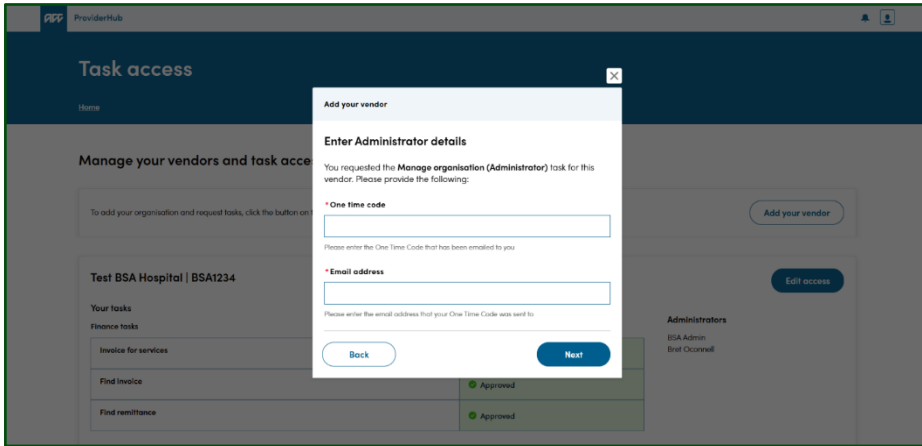 acc
ProviderHub
Task access
Home
Add your vendor
Enter Administrator details
You requested the Manage organisation (Administrator) task for this
vendor. Please provide the following:
* One time code
Please enter the One Time Code that has been emailed to you
* Email address
Please enter the email address that your One Time Code was sent to
Back
Next
Manage your vendors and task acce
To add your organisation and request tasks, click the button on t
Add your vendor
Test BSA Hospital | BSA1234
Edit access
Your tasks
Finance tasks
Invoice for services
Find invoice
Approved
Find remittance
Approved
Administrators
BSA Admin
Bret Oconnell